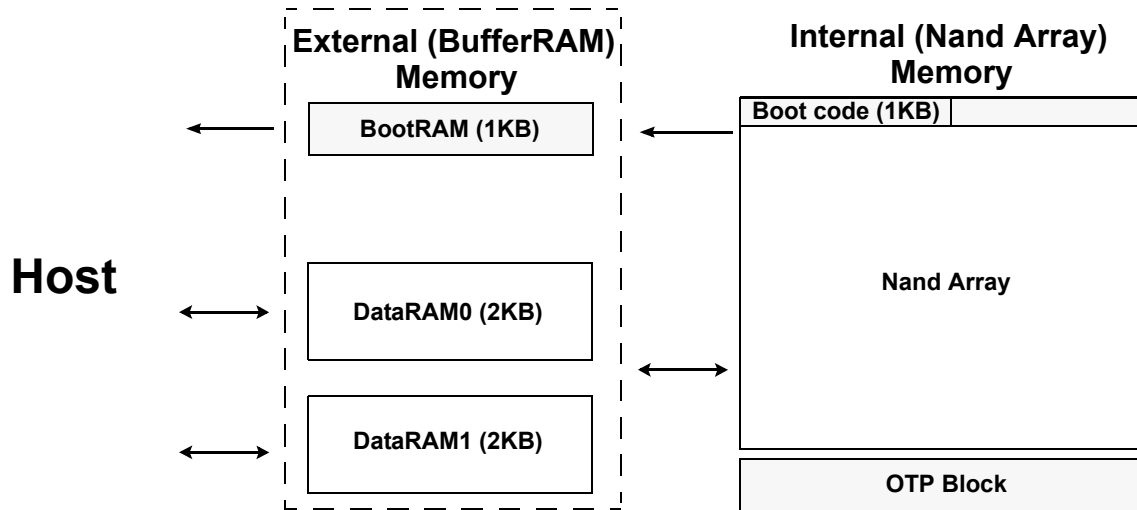 External (BufferRAM)
Memory
Internal (Nand Array)
Memory
BootRAM (1KB)
Boot code (1KB)
Host
DataRAM0 (2KB)
Nand Array
DataRAM1 (2KB)
OTP Block